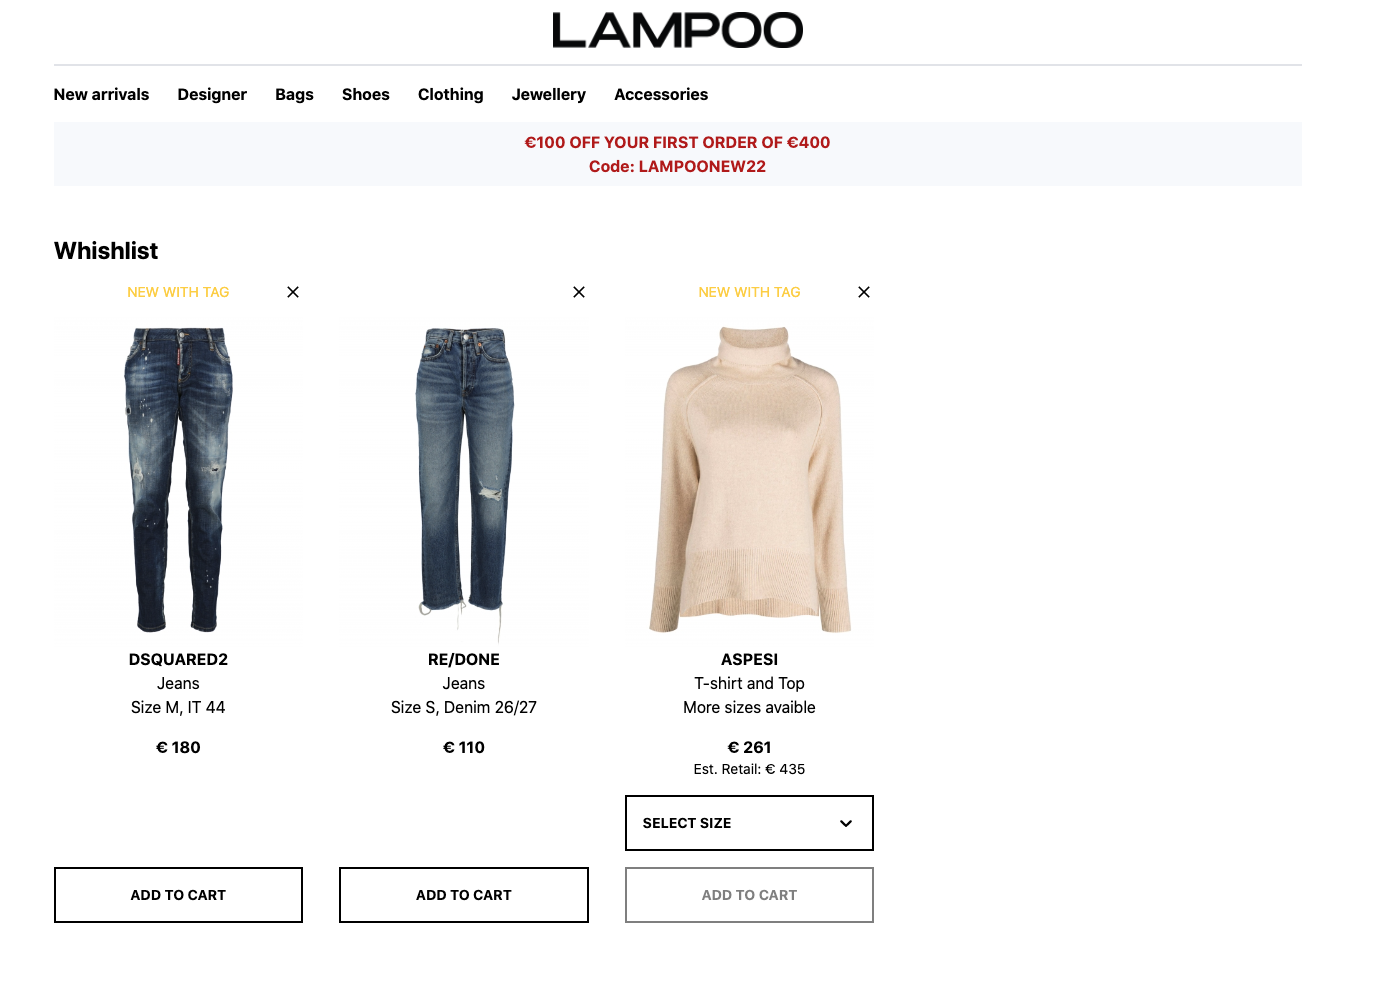 LAMPOO
New arrivals Designer Bags Shoes Clothing Jewellery Accessories
€100 OFF YOUR FIRST ORDER OF €400
Code: LAMPOONEW22
Whishlist
NEW WITH TAG
DSQUARED2
Jeans
Size M, IT 44
€ 180
ADD TO CART
RE/DONE
Jeans
Size S, Denim 26/27
€ 110
ADD TO CART
NEW WITH TAG
ASPESI
T-shirt and Top
More sizes avaible
€ 261
Est. Retail: € 435
SELECT SIZE
ADD TO CART